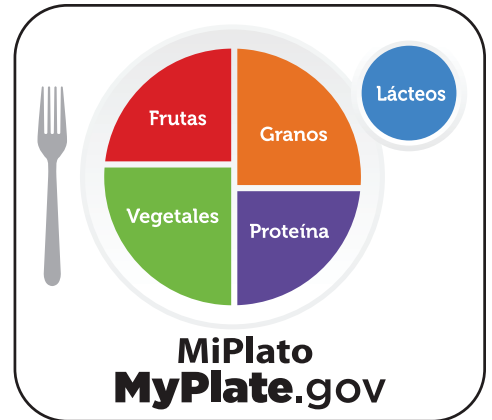 Frutas
Granos
Lácteos
Vegetales
Proteína
MiPlato
MyPlate.gov